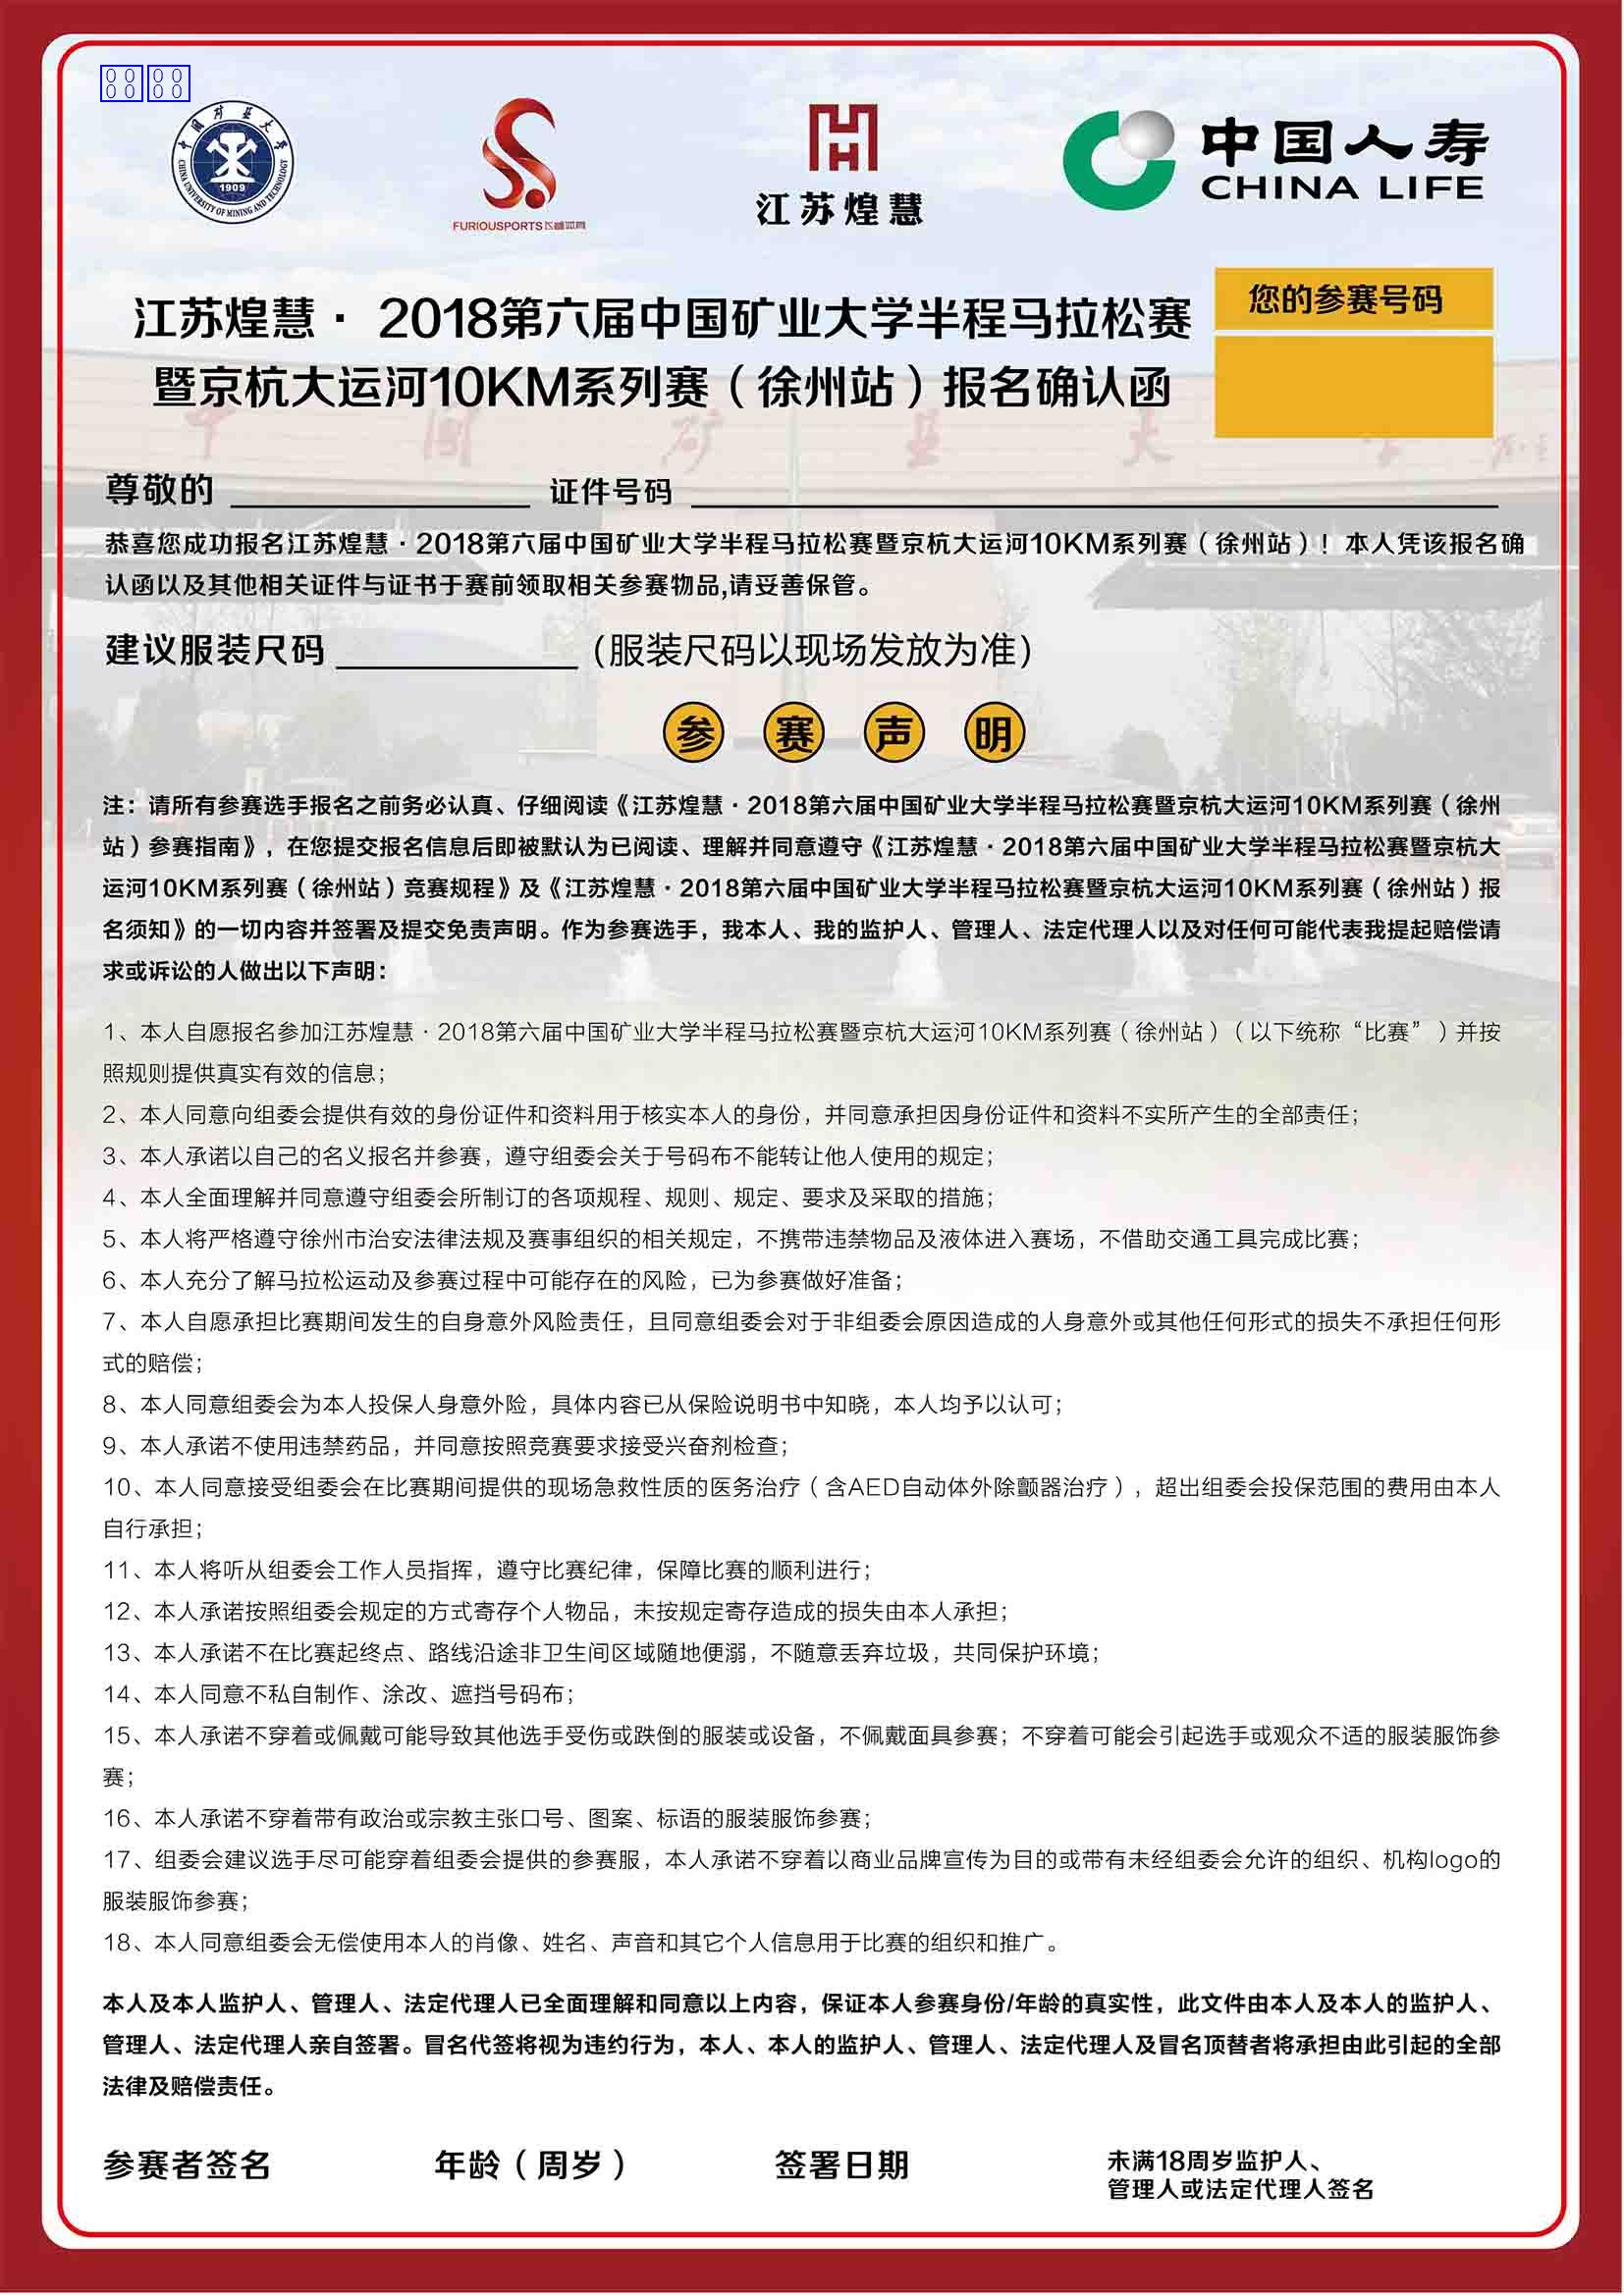 中国矿业大学
CHINA UNIVERSITY OF MINING AND TECHNOLOGY
1909
FURIOUSPORTS
江苏煌慧
中国人寿
CHINA LIFE
江苏煌慧· 2018第六届中国矿业大学半程马拉松赛
暨京杭大运河10KM系列赛（徐州站）报名确认函
您的参赛号码
尊敬的 证件号码
恭喜您成功报名江苏煌慧·2018第六届中国矿业大学半程马拉松赛暨京杭大运河10KM系列赛（徐州站）！本人凭该报名确
认函以及其他相关证件与证书于赛前领取相关参赛物品,请妥善保管。
建议服装尺码 （服装尺码以现场发放为准）
参赛声明
注：请所有参赛选手报名之前务必认真、仔细阅读《江苏煌慧·2018第六届中国矿业大学半程马拉松赛暨京杭大运河10KM系列赛（徐州
站）参赛指南》，在您提交报名信息后即被默认为已阅读、理解并同意遵守《江苏煌慧·2018第六届中国矿业大学半程马拉松赛暨京杭大
运河10KM系列赛（徐州站）竞赛规程》及《江苏煌慧·2018第六届中国矿业大学半程马拉松赛暨京杭大运河10KM系列赛（徐州站）报
名须知》的一切内容并签署及提交免责声明。作为参赛选手，我本人、我的监护人、管理人、法定代理人以及对任何可能代表我提起赔偿请
求或诉讼的人做出以下声明：
1、本人自愿报名参加江苏煌慧·2018第六届中国矿业大学半程马拉松赛暨京杭大运河10KM系列赛（徐州站）（以下统称“比赛”）并按
照规则提供真实有效的信息；
2、本人同意向组委会提供有效的身份证件和资料用于核实本人的身份，并同意承担因身份证件和资料不实所产生的全部责任；
3、本人承诺以自己的名义报名并参赛，遵守组委会关于号码布不能转让他人使用的规定；
4、本人全面理解并同意遵守组委会所制订的各项规程、规则、规定、要求及采取的措施；
5、本人将严格遵守徐州市治安法律法规及赛事组织的相关规定，不携带违禁物品及液体进入赛场，不借助交通工具完成比赛；
6、本人充分了解马拉松运动及参赛过程中可能存在的风险，已为参赛做好准备；
7、本人自愿承担比赛期间发生的自身意外风险责任，且同意组委会对于非组委会原因造成的人身意外或其他任何形式的损失不承担任何形
式的赔偿；
8、本人同意组委会为本人投保人身意外险，具体内容已从保险说明书中知晓，本人均予以认可；
9、本人承诺不使用违禁药品，并同意按照竞赛要求接受兴奋剂检查；
10、本人同意接受组委会在比赛期间提供的现场急救性质的医务治疗（含AED自动体外除颤器治疗），超出组委会投保范围的费用由本人
自行承担；
11、本人将听从组委会工作人员指挥，遵守比赛纪律，保障比赛的顺利进行；
12、本人承诺按照组委会规定的方式寄存个人物品，未按规定寄存造成的损失由本人承担；
13、本人承诺不在比赛起终点、路线沿途非卫生间区域随地便溺，不随意丢弃垃圾，共同保护环境；
14、本人同意不私自制作、涂改、遮挡号码布；
15、本人承诺不穿着或佩戴可能导致其他选手受伤或跌倒的服装或设备，不佩戴面具参赛；不穿着可能会引起选手或观众不适的服装服饰参
赛；
16、本人承诺不穿着带有政治或宗教主张口号、图案、标语的服装服饰参赛；
17、组委会建议选手尽可能穿着组委会提供的参赛服，本人承诺不穿着以商业品牌宣传为目的或带有未经组委会允许的组织、机构logo的
服装服饰参赛；
18、本人同意组委会无偿使用本人的肖像、姓名、声音和其它个人信息用于比赛的组织和推广。
本人及本人监护人、管理人、法定代理人已全面理解和同意以上内容，保证本人参赛身份/年龄的真实性，此文件由本人及本人的监护人、
管理人、法定代理人亲自签署。冒名代签将视为违约行为，本人、本人的监护人、管理人、法定代理人及冒名顶替者将承担由此引起的全部
法律及赔偿责任。
参赛者签名 年龄（周岁） 签署日期 未满18周岁监护人、
管理人或法定代理人签名